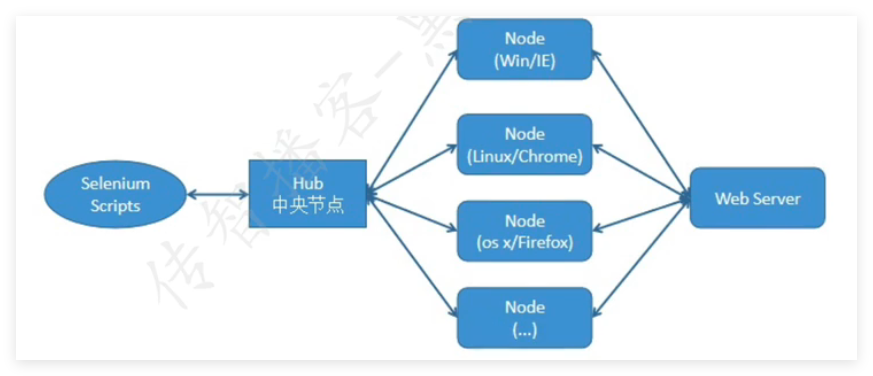 Selenium
Scripts
Hub
中央节点
Node
(Win/IE)
Node
(Linux/Chrome)
Node
(os x/Firefox)
Node
(...)
Web Server
传智播客-黑